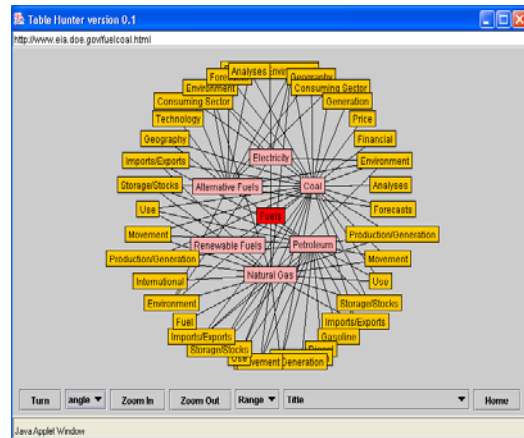 Table Hunter version 0.1
http://www.eia.doe.gov/fuelcoal.html
Analyses
Geography
Environment
Consuming Sector
Consuming Sector
Generation
Technology
Price
Geography
Financial
Electricity
Imports/Exports
Environment
Storage/Stocks
Alternative Fuels
Coal
Analyses
Use
Fuels
Forecasts
Movement
Renewable Fuels
Petroleum
Production/Generation
Production/Generation
Movement
International
Natural Gas
Use
Environment
Storage/Stocks
Fuel
Imports/Exports
Imports/Exports
Gasoline
Storage/Stocks
Generation
Turn
angle
Zoom In
Zoom Out
Range
Title
Home
Java Applet Window